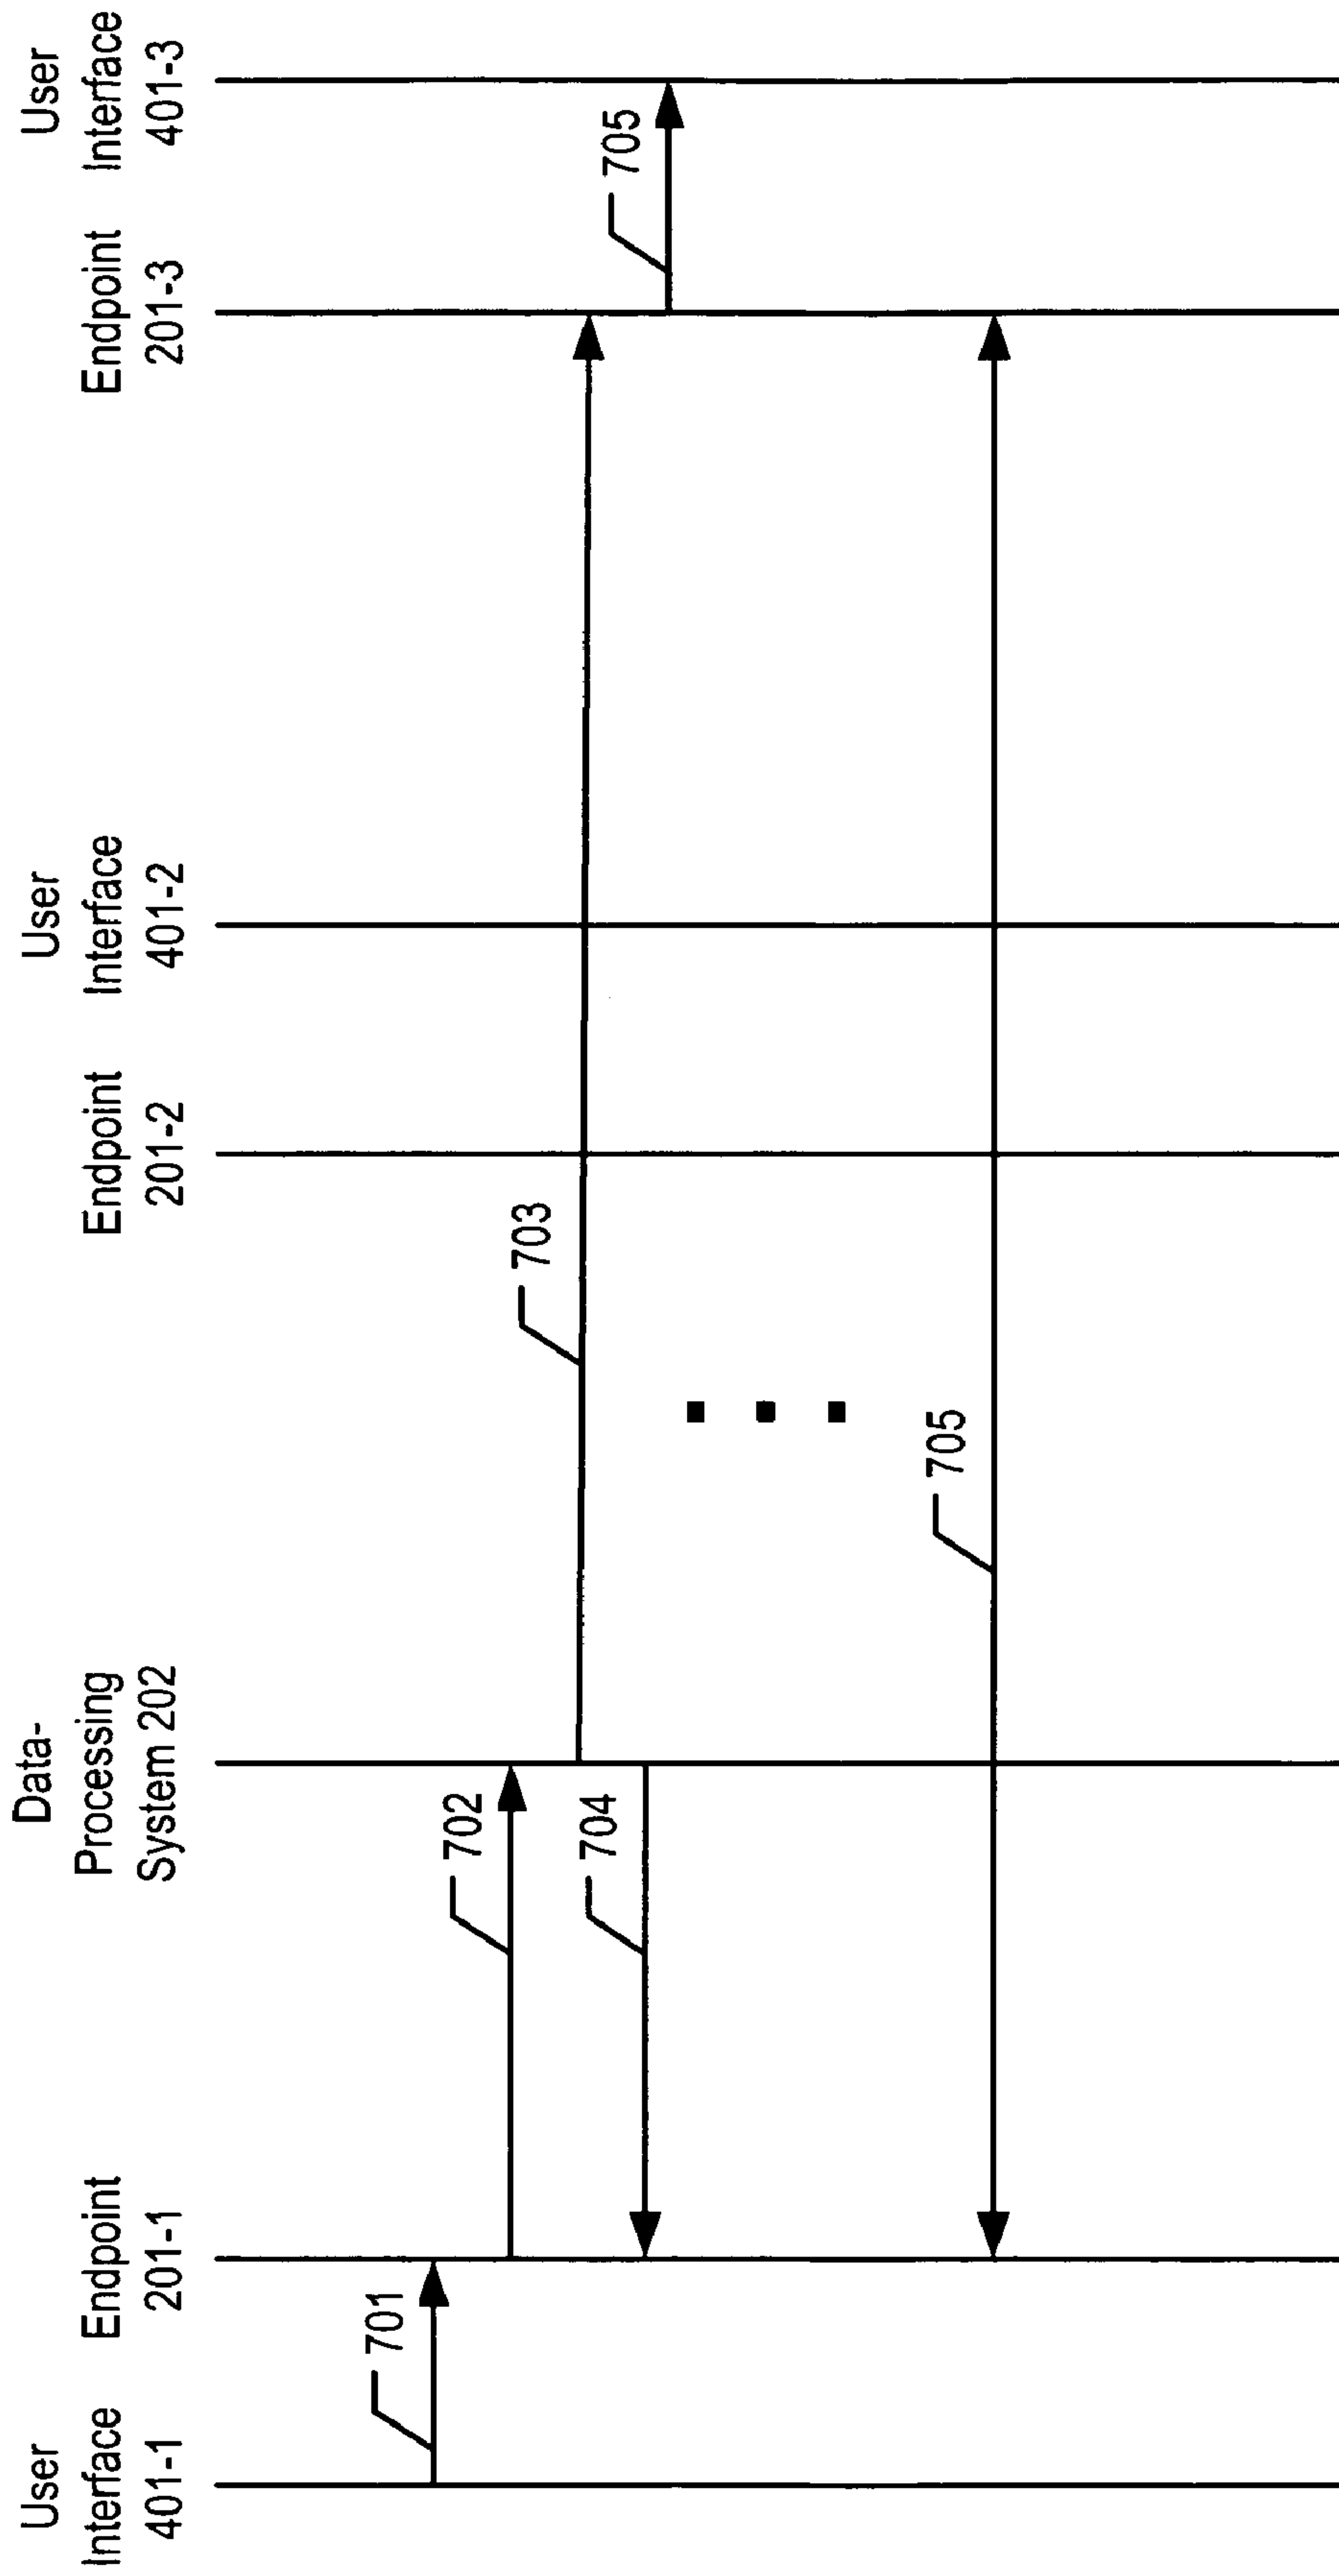 User
Interface
401-1
Endpoint
201-1
Data-
Processing
System 202
Endpoint
201-2
User
Interface
401-2
Endpoint
201-3
User
Interface
401-3
701
702
703
704
705
705